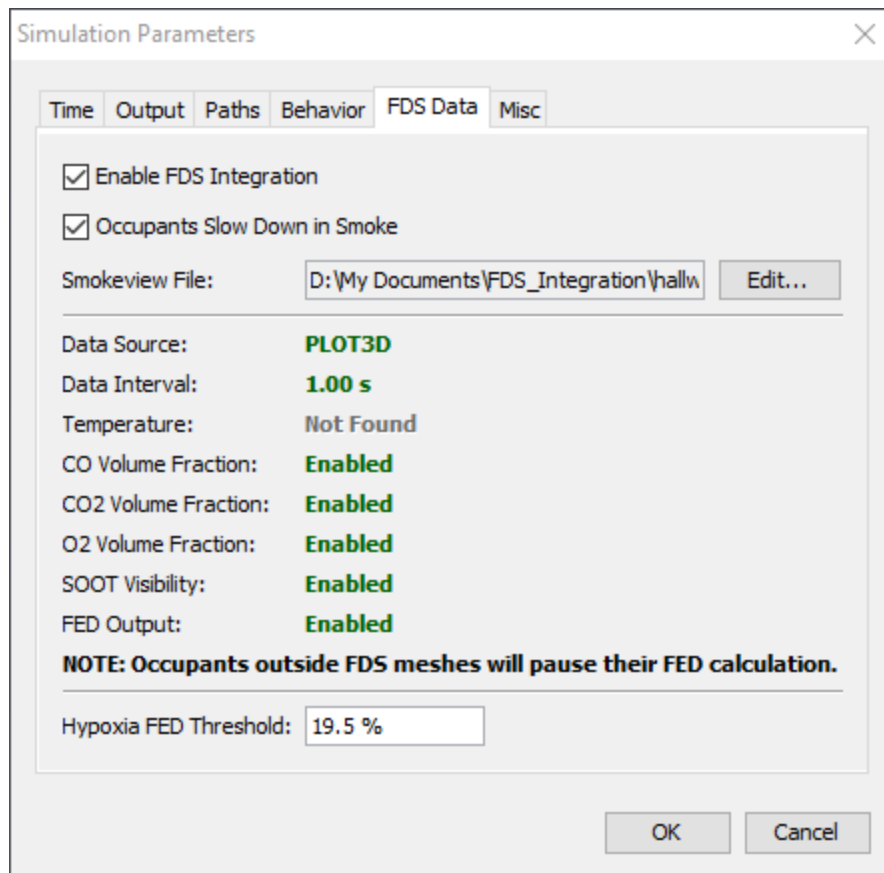 Simulation Parameters
Time Output Paths Behavior FDS Data Misc
Enable FDS Integration
Occupants Slow Down in Smoke
Smokeview File: D:\My Documents\FDS_Integration\hallw Edit...
Data Source: PLOT3D
Data Interval: 1.00 s
Temperature: Not Found
CO Volume Fraction: Enabled
CO2 Volume Fraction: Enabled
O2 Volume Fraction: Enabled
SOOT Visibility: Enabled
FED Output: Enabled
NOTE: Occupants outside FDS meshes will pause their FED calculation.
Hypoxia FED Threshold: 19.5 %
OK Cancel